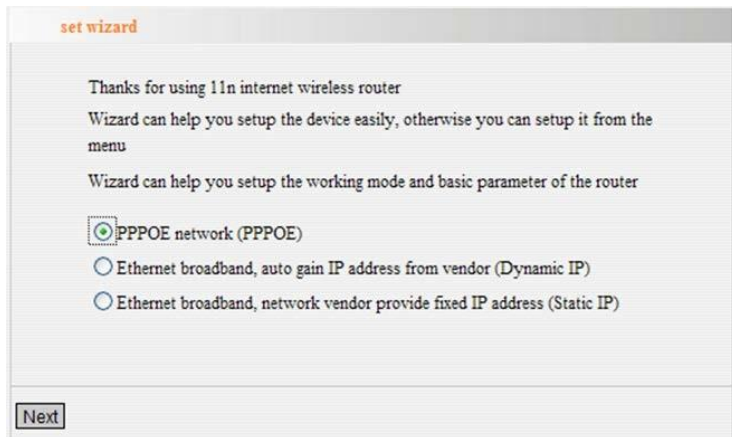 set wizard
Thanks for using 11n internet wireless router
Wizard can help you setup the device easily, otherwise you can setup it from the
menu
Wizard can help you setup the working mode and basic parameter of the router
PPPOE network (PPPOE)
Ethernet broadband, auto gain IP address from vendor (Dynamic IP)
Ethernet broadband, network vendor provide fixed IP address (Static IP)
Next